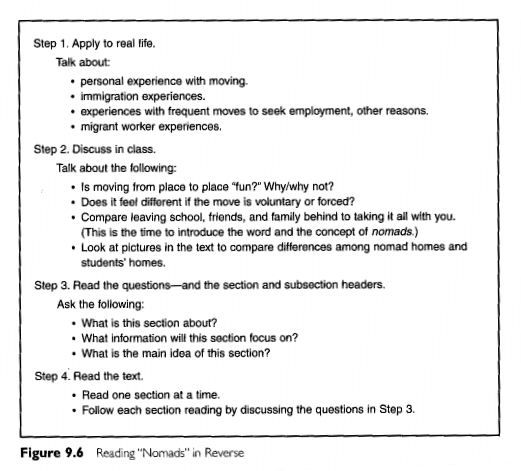 Step 1. Apply to real life.
Talk about:
• personal experience with moving.
• immigration experiences.
• experiences with frequent moves to seek employment, other reasons.
• migrant worker experiences.
Step 2. Discuss in class.
Talk about the following:
• Is moving from place to place "fun?" Why/why not?
• Does it feel different if the move is voluntary or forced?
• Compare leaving school, friends, and family behind to taking it all with you.
(This is the time to introduce the word and the concept of nomads.)
• Look at pictures in the text to compare differences among nomad homes and
students' homes.
Step 3. Read the questions—and the section and subsection headers.
Ask the following:
• What is this section about?
• What information will this section focus on?
• What is the main idea of this section?
Step 4. Read the text.
• Read one section at a time.
• Follow each section reading by discussing the questions in Step 3.
Figure 9.6 Reading "Nomads" in Reverse